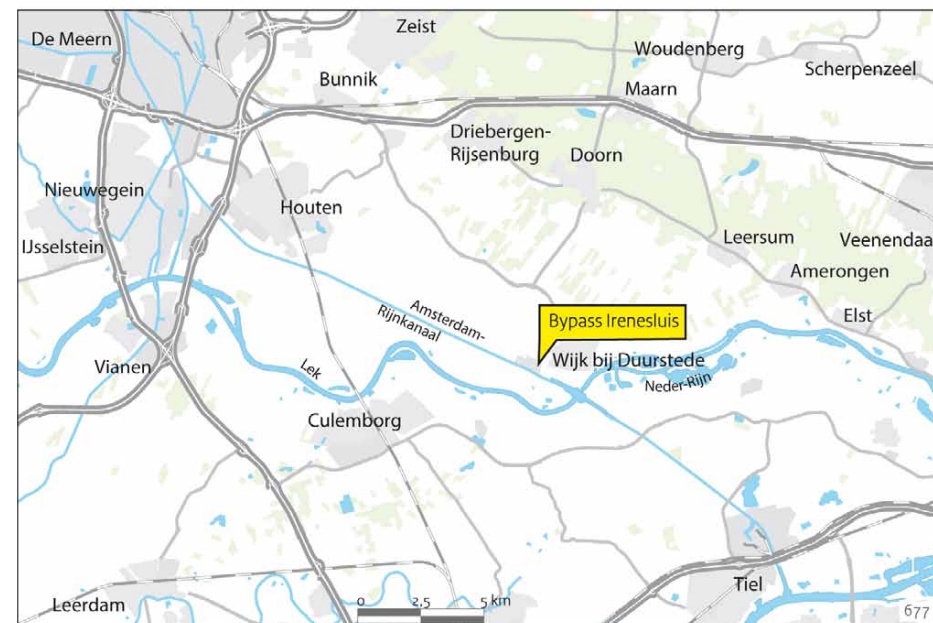 Zeist
De Meern
Woudenberg
Scherpenzeel
Bunnik
Maarn
Driebergen-
Rijsenburg
Doorn
Nieuwegein
Houten
IJsselstein
Leersum
Veenendaa
Amerongen
Elst
Amsterdam-
Rijnkanaal
Bypass Irenesluis
Wijk bij Duurstede
Neder-Rijn
Vianen
Lek
Culemborg
Tiel
Leerdam
0 2,5 5 km
677